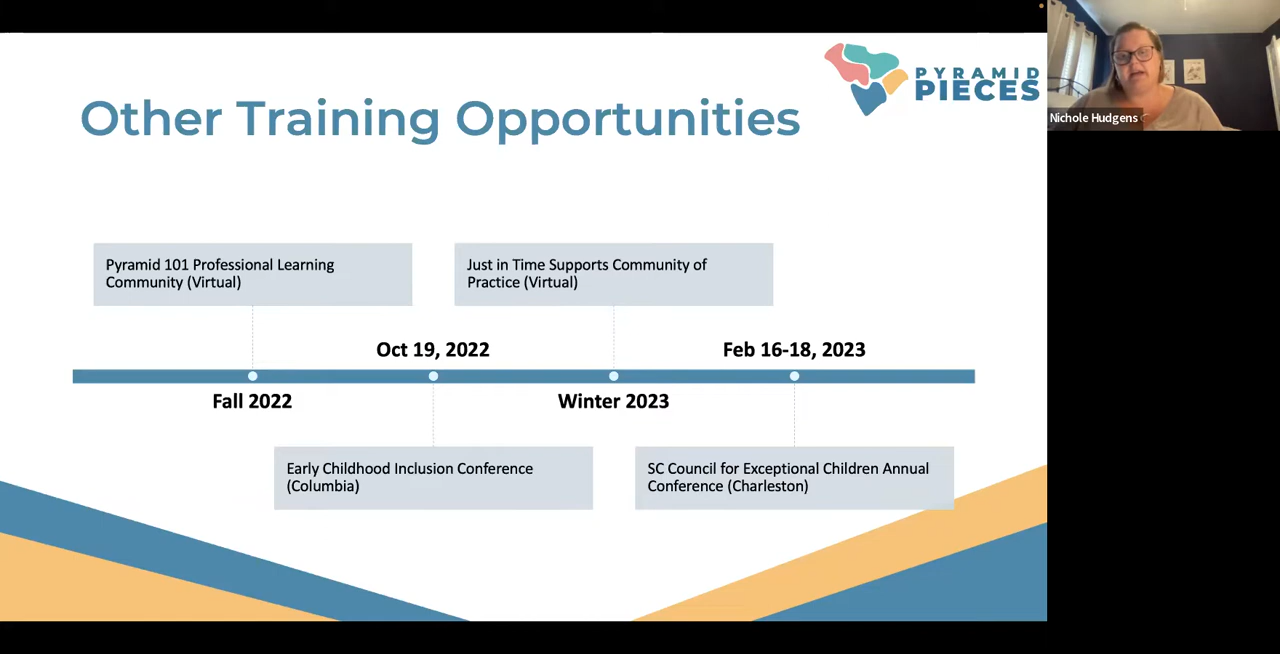 PYRAMID
PIECES
Other Training Opportunities
Nichole Hudgens
Pyramid 101 Professional Learning
Community (Virtual)
Just in Time Supports Community of
Practice (Virtual)
Oct 19, 2022
Feb 16-18, 2023
Fall 2022
Winter 2023
Early Childhood Inclusion Conference
(Columbia)
SC Council for Exceptional Children Annual
Conference (Charleston)